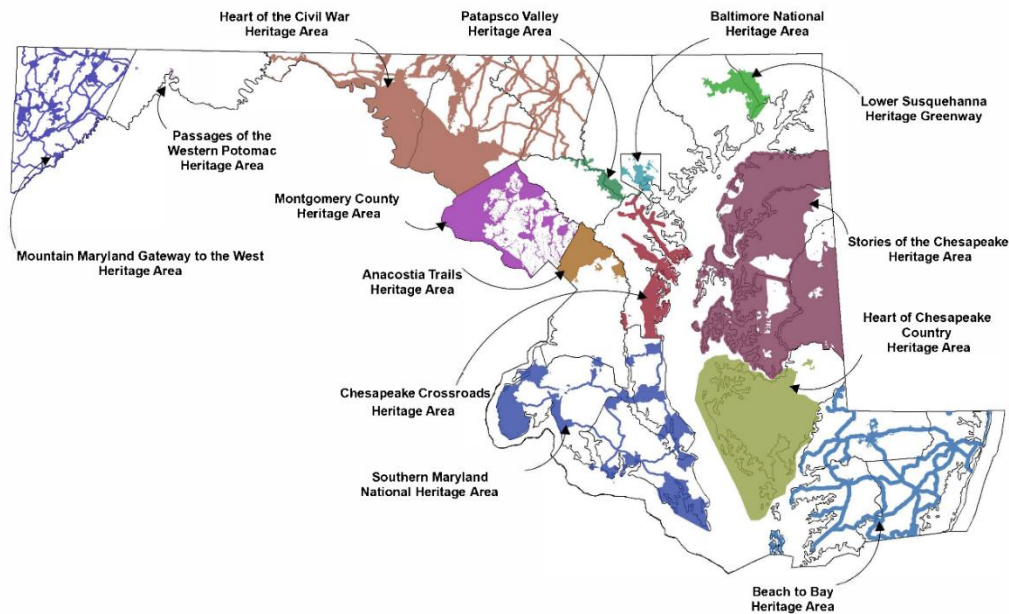 Heart of the Civil War
Heritage Area
Patapsco Valley
Heritage Area
Baltimore National
Heritage Area
Lower Susquehanna
Heritage Greenway
Passages of the
Western Potomac
Heritage Area
Montgomery County
Heritage Area
Mountain Maryland Gateway to the West
Heritage Area
Stories of the Chesapeake
Heritage Area
Anacostia Trails
Heritage Area
Heart of Chesapeake
Country
Heritage Area
Chesapeake Crossroads
Heritage Area
Southern Maryland
National Heritage Area
Beach to Bay
Heritage Area